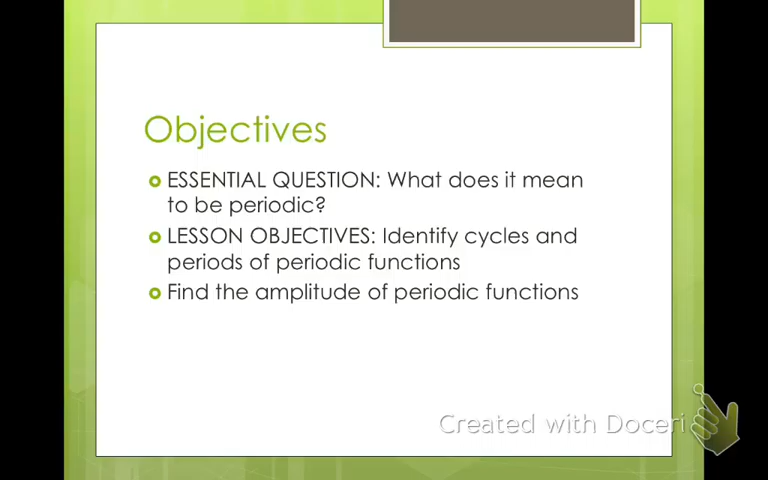 Objectives
ESSENTIAL QUESTION: What does it mean
to be periodic?
LESSON OBJECTIVES: Identify cycles and
periods of periodic functions
Find the amplitude of periodic functions
Created with Doceri